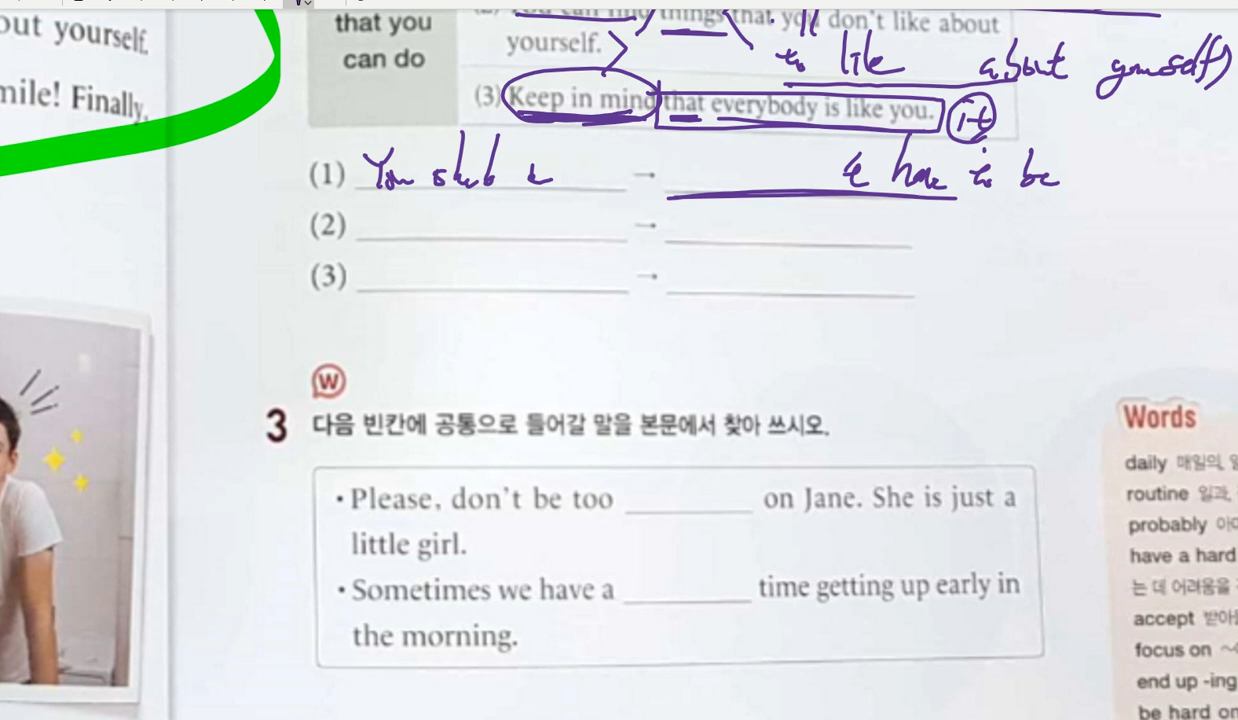 out yourself.
mile! Finally,
that you
can do
things that you don't like about
yourself.
to like about yourself)
(3) Keep in mind that everybody is like you. it
(1) You → have to be
(2) →
(3) →
W
3 다음 빈칸에 공통으로 들어갈 말을 본문에서 찾아 쓰시오.
• Please, don't be too on Jane. She is just a
little girl.
• Sometimes we have a time getting up early in
the morning.
Words
daily 매일의,
routine 일과,
probably
have a hard
는 데 어려움을
accept
focus on
end up -ing
be hard on